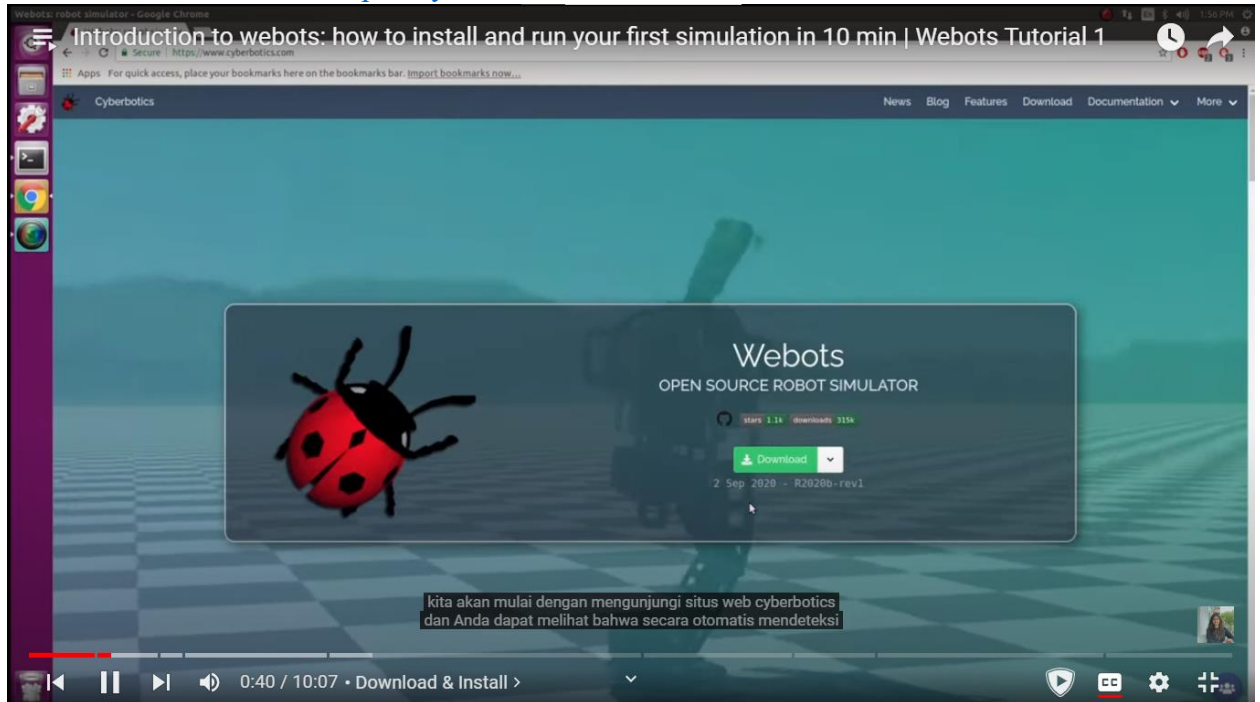 Webots: robot simulator - Google Chrome
1:56 PM
Introduction to webots: how to install and run your first simulation in 10 min | Webots Tutorial 1
Secure https://www.cyberbotics.com
Apps For quick access, place your bookmarks here on the bookmarks bar. Import bookmarks now...
Cyberbotics News Blog Features Download Documentation More
Webots
OPEN SOURCE ROBOT SIMULATOR
stars 1.1k downloads 315k
Download
2 Sep 2020 - R2020b-rev1
kita akan mulai dengan mengunjungi situs web cyberbotics
dan Anda dapat melihat bahwa secara otomatis mendeteksi
0:40 / 10:07 • Download & Install >
CC